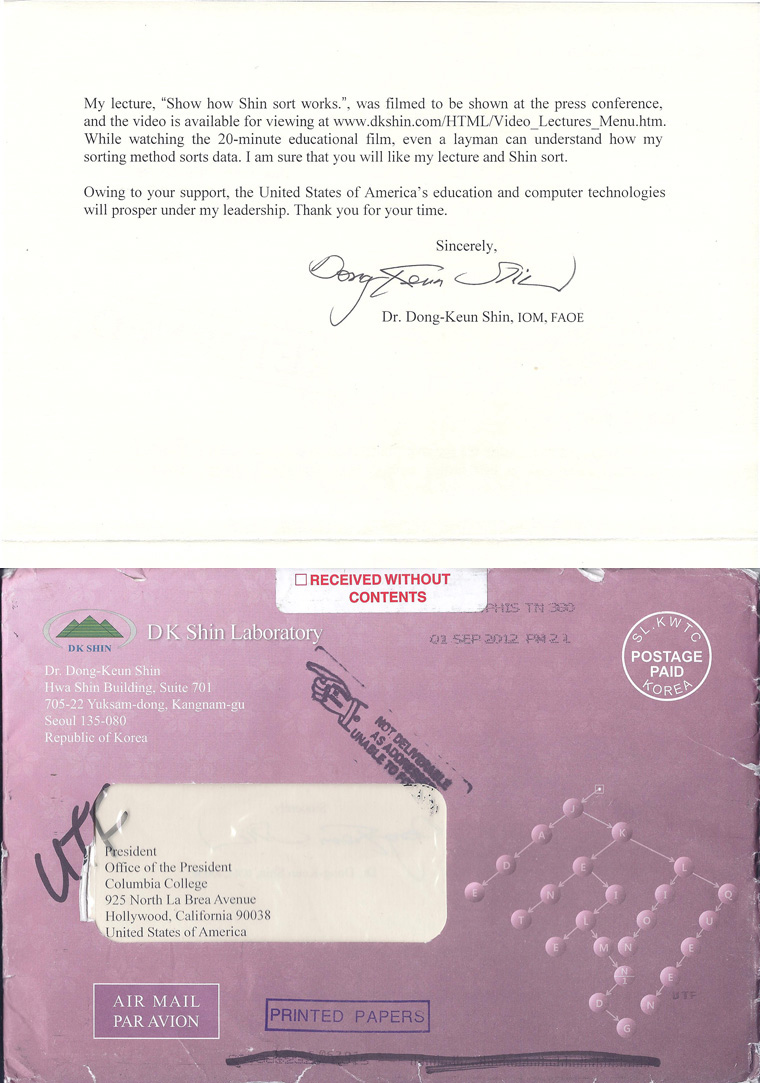 My lecture, “Show how Shin sort works.”, was filmed to be shown at the press conference,
and the video is available for viewing at www.dkshin.com/HTML/Video_Lectures_Menu.htm.
While watching the 20-minute educational film, even a layman can understand how my
sorting method sorts data. I am sure that you will like my lecture and Shin sort.
Owing to your support, the United States of America’s education and computer technologies
will prosper under my leadership. Thank you for your time.
Sincerely,
Dong-Keun Shin
Dr. Dong-Keun Shin, IOM, FAOE
RECEIVED WITHOUT
CONTENTS
TN 380
01 SEP 2012 PM 2 L
SL.KWTC
POSTAGE
PAID
KOREA
DK SHIN
DK Shin Laboratory
Dr. Dong-Keun Shin
Hwa Shin Building, Suite 701
705-22 Yuksam-dong, Kangnam-gu
Seoul 135-080
Republic of Korea
NOT DELIVERABLE
AS ADDRESSED
UNABLE TO
UTF
President
Office of the President
Columbia College
925 North La Brea Avenue
Hollywood, California 90038
United States of America
J
A K
D E L
E N I I Q
T L O U
E M N E
N E
D N
G
UTF
AIR MAIL
PAR AVION
PRINTED PAPERS